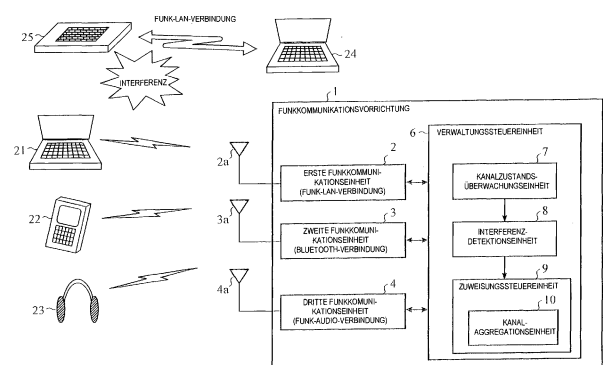 FUNK-LAN-VERBINDUNG
25
24
INTERFERENZ
1
FUNKKOMMUNIKATIONSVORRICHTUNG
6
VERWALTUNGSSTEUEREINHEIT
21
2a
2
ERSTE FUNKKOMMUNI-
KATIONSEINHEIT
(FUNK-LAN-VERBINDUNG)
7
KANALZUSTANDS-
ÜBERWACHUNGSEINHEIT
22
3a
3
ZWEITE FUNKKOMUNI-
KATIONSEINHEIT
(BLUETOOTH-VERBINDUNG)
8
INTERFERENZ-
DETEKTIONSEINHEIT
23
4a
4
DRITTE FUNKKOMUNI-
KATIONSEINHEIT
(FUNK-AUDIO-VERBINDUNG)
9
ZUWEISUNGSSTEUEREINHEIT
10
KANAL-
AGGREGATIONSEINHEIT